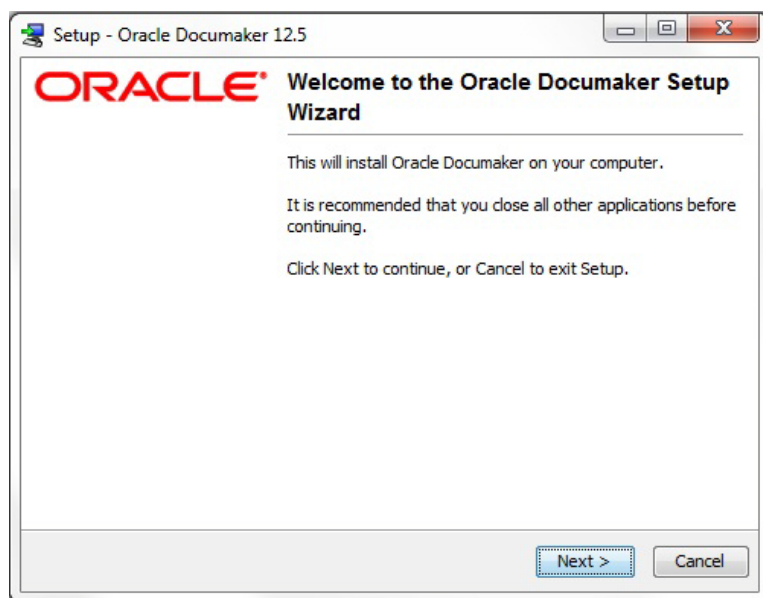 Setup - Oracle Documaker 12.5
ORACLE®
Welcome to the Oracle Documaker Setup
Wizard
This will install Oracle Documaker on your computer.
It is recommended that you close all other applications before
continuing.
Click Next to continue, or Cancel to exit Setup.
Next >
Cancel